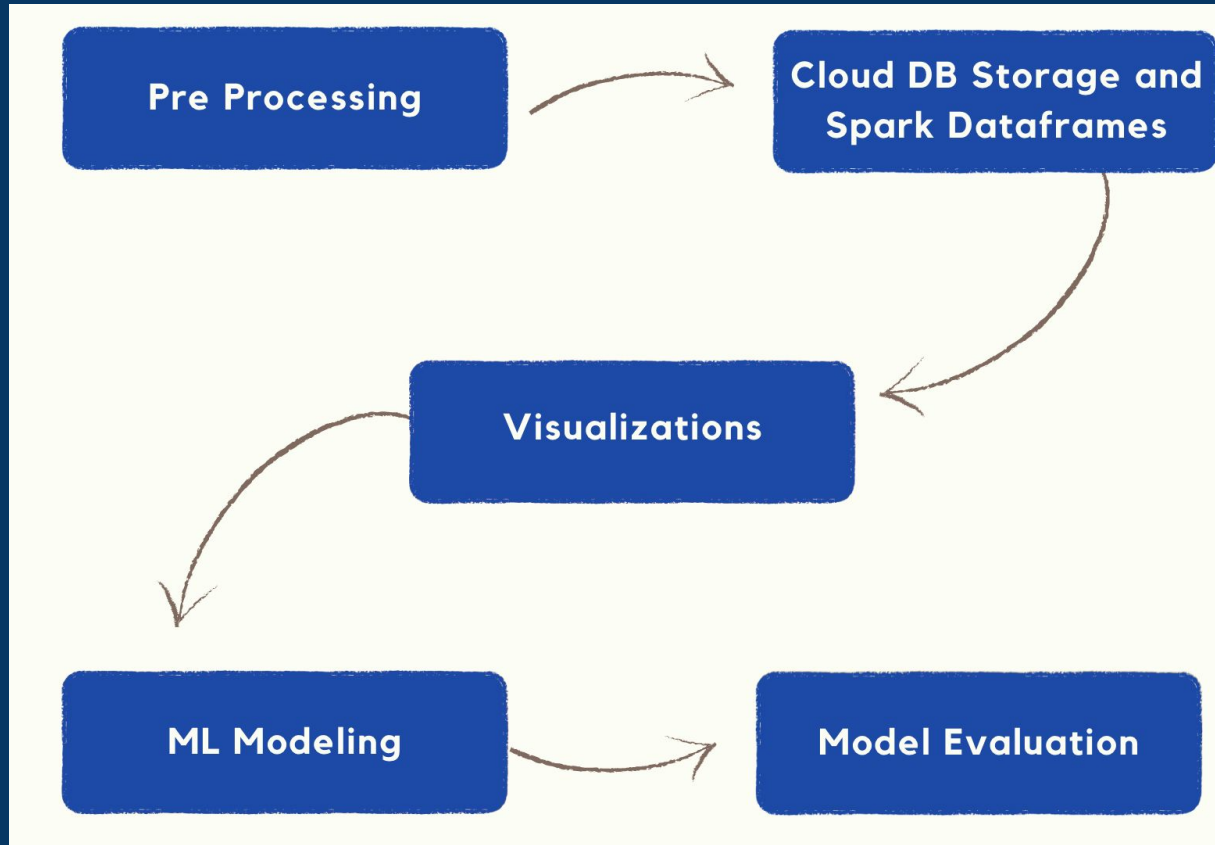 Pre Processing
Cloud DB Storage and
Spark Dataframes
Visualizations
ML Modeling
Model Evaluation